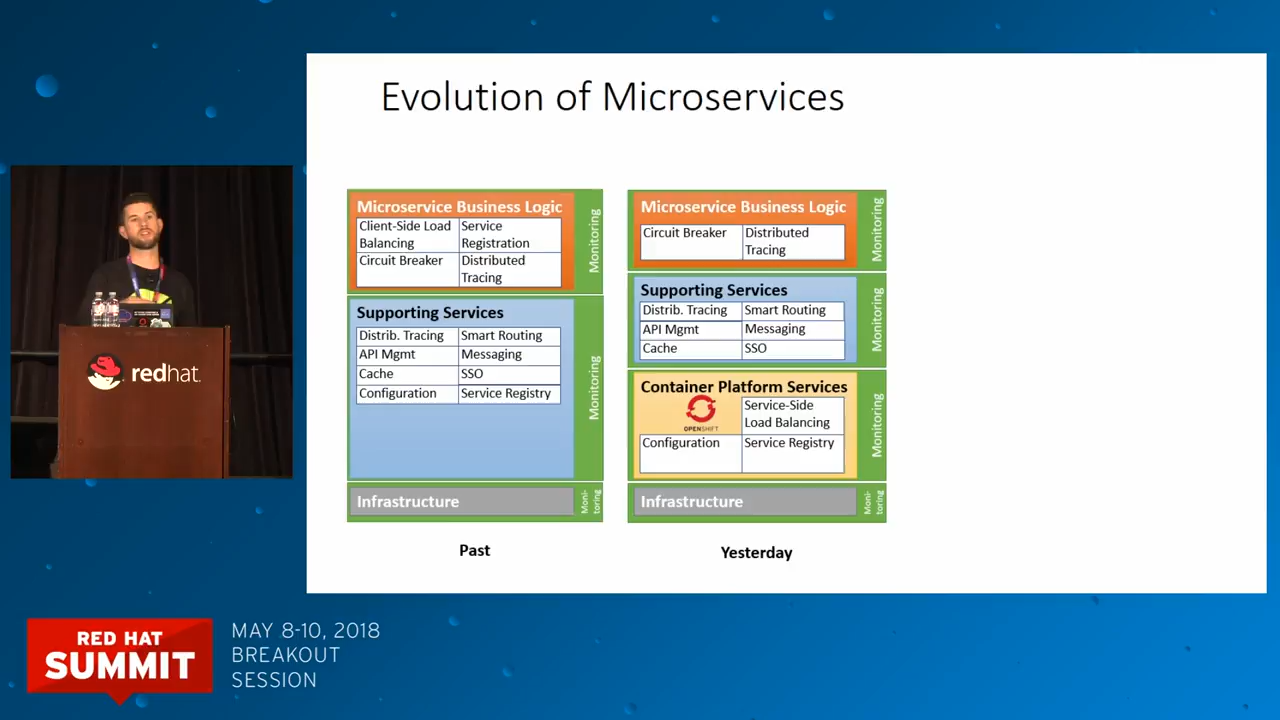 Evolution of Microservices
Microservice Business Logic
Client-Side Load
Balancing
Service
Registration
Circuit Breaker
Distributed
Tracing
Monitoring
Supporting Services
Distrib. Tracing
Smart Routing
API Mgmt
Messaging
Cache
SSO
Configuration
Service Registry
Monitoring
Infrastructure
Moni-
toring
Past
Microservice Business Logic
Circuit Breaker
Distributed
Tracing
Monitoring
Supporting Services
Distrib. Tracing
Smart Routing
API Mgmt
Messaging
Cache
SSO
Monitoring
Container Platform Services
OPENSHIFT
Service-Side
Load Balancing
Configuration
Service Registry
Monitoring
Infrastructure
Moni-
toring
Yesterday
redhat.
RED HAT
SUMMIT
MAY 8-10, 2018
BREAKOUT
SESSION